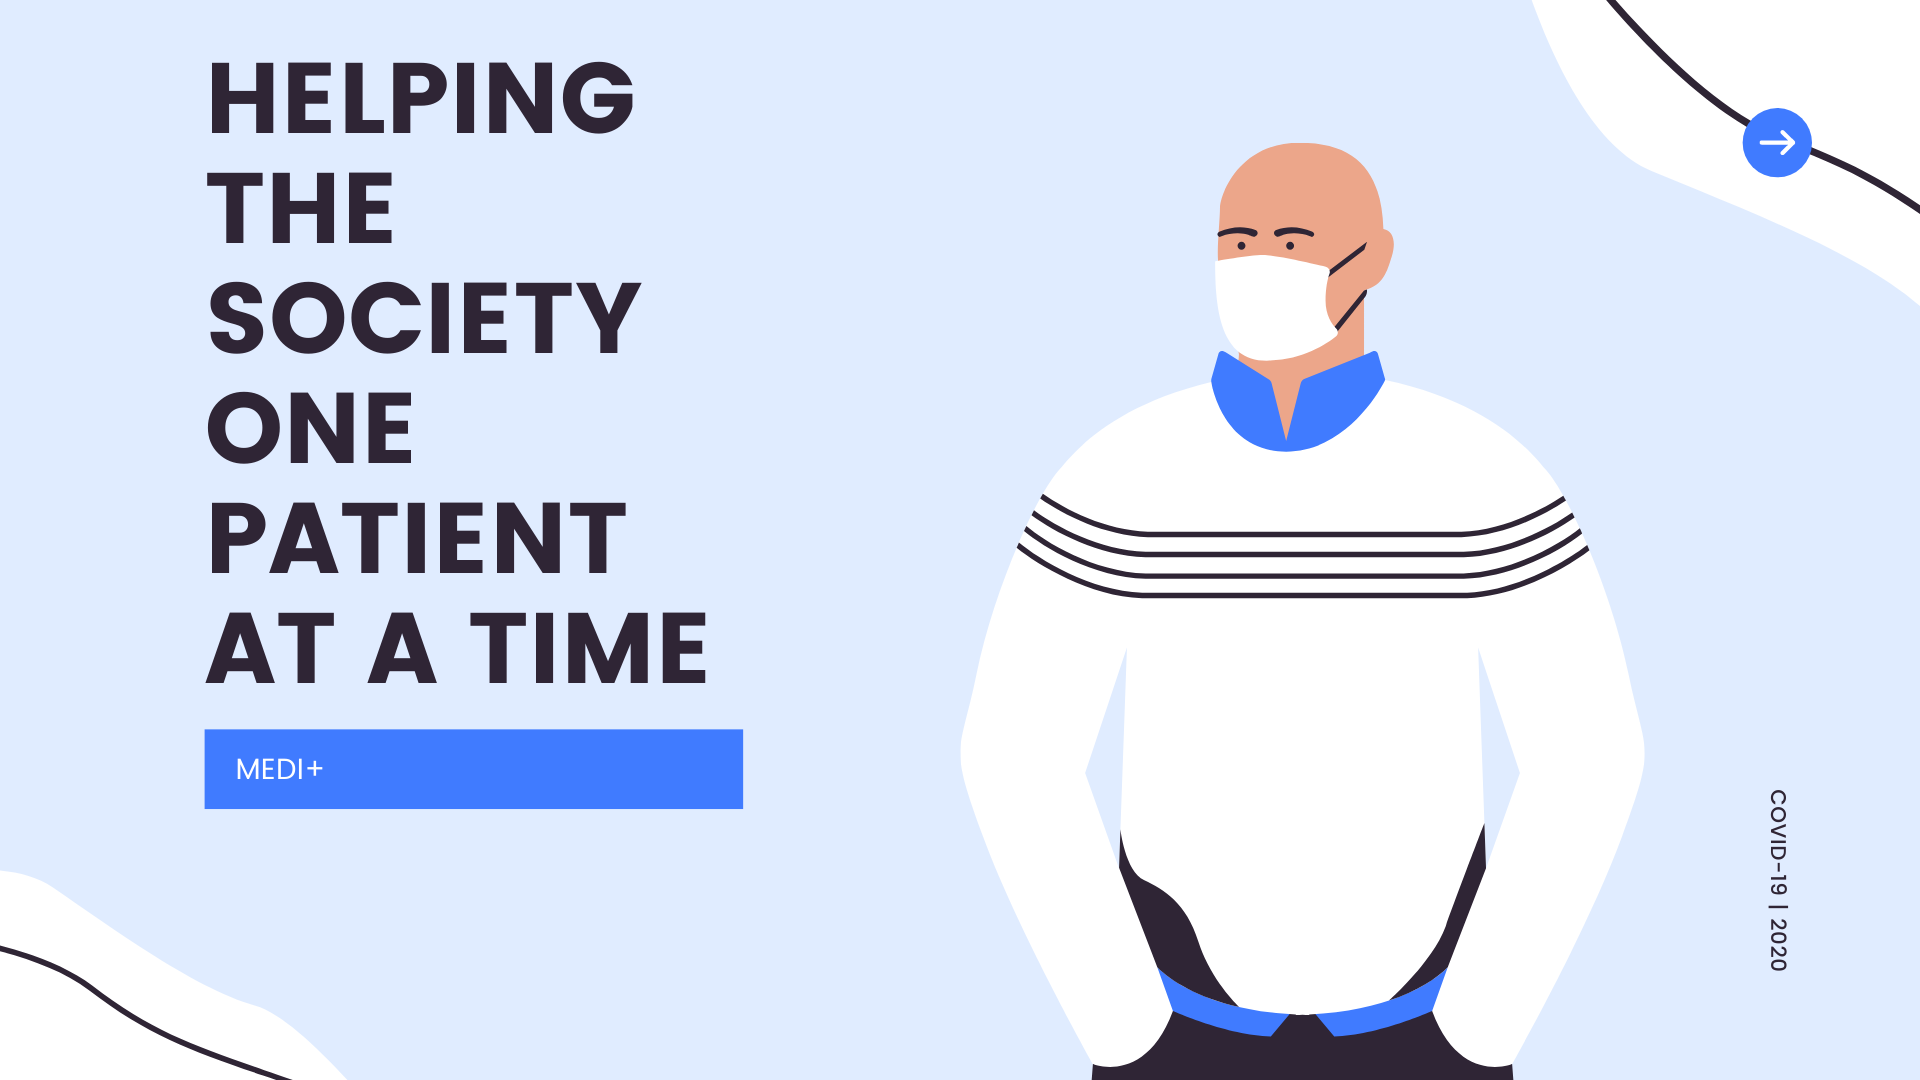 HELPING
THE
SOCIETY
ONE
PATIENT
AT A TIME
MEDI+
COVID-19 | 2020